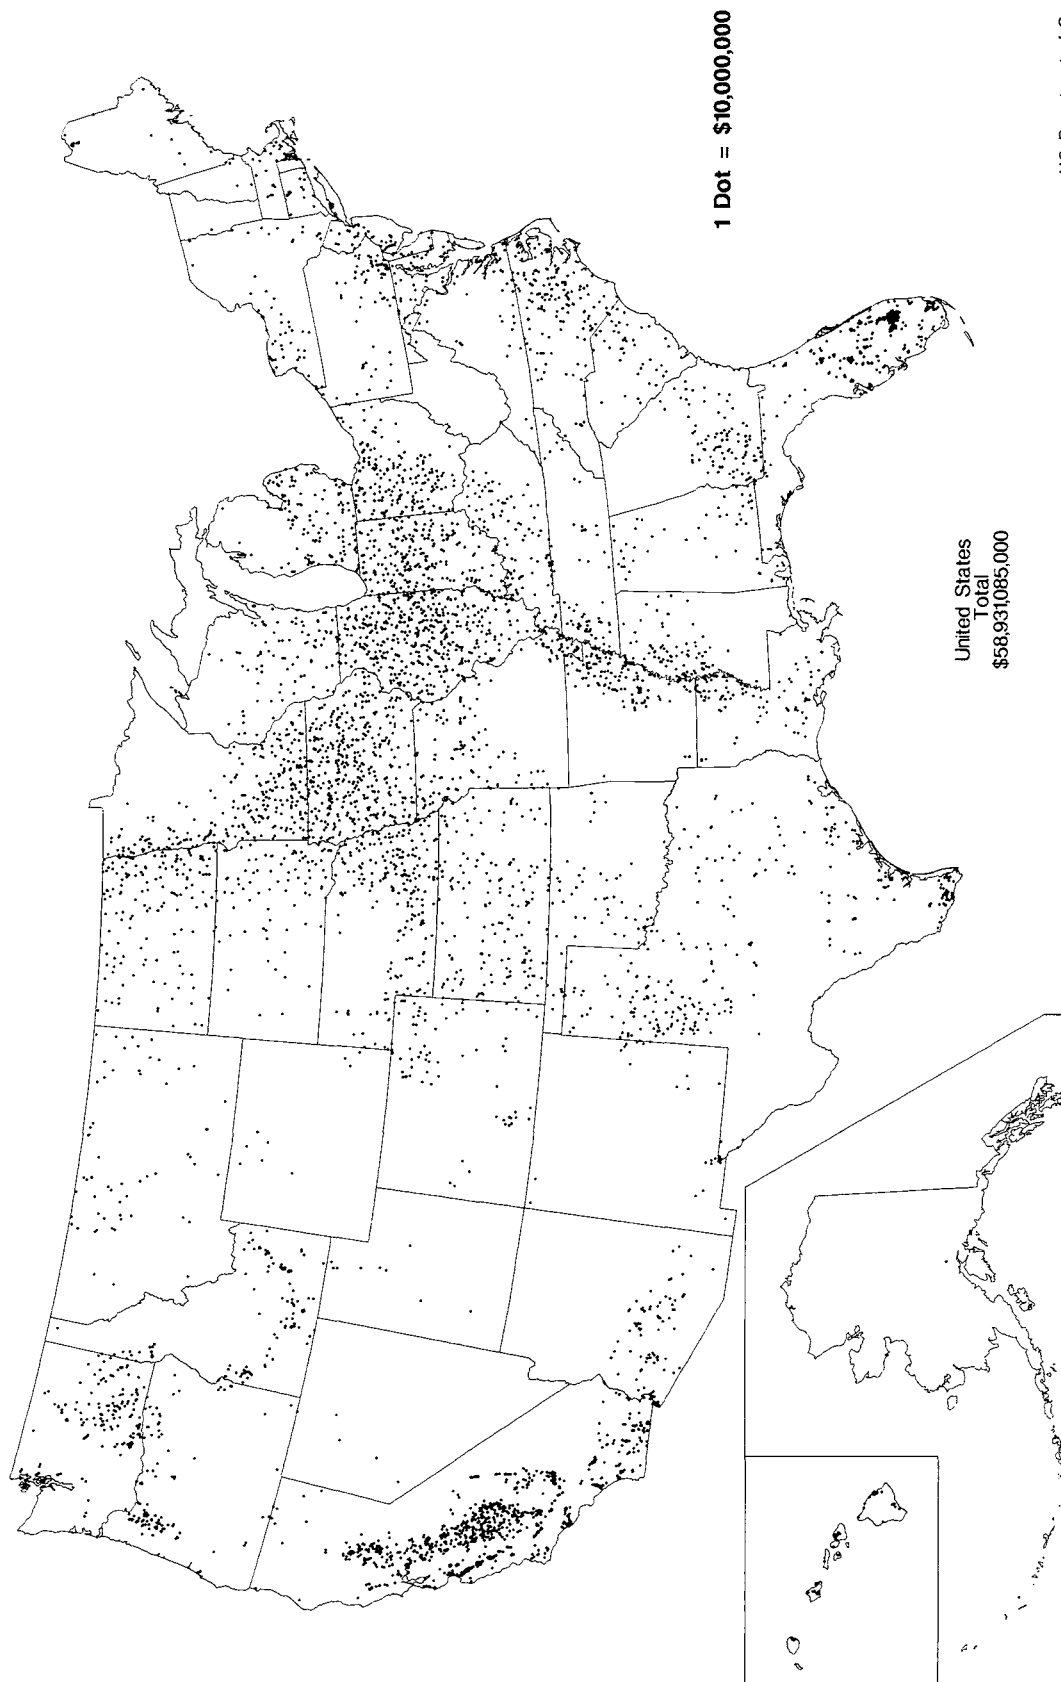 1 Dot = $10,000,000
United States
Total
$58,931,085,000